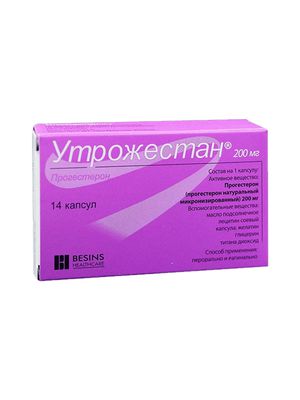 Утрожестан® 200 мг
Прогестерон
14 капсул
Состав на 1 капсулу
Активное вещество:
Прогестерон
(прогестерон натуральный
микронизированный) 200 мг
Вспомогательные вещества:
масло подсолнечное
лецитин соевый
капсула: желатин
глицерин
титана диоксид
Способ применения:
перорально и вагинально
BESINS
HEALTHCARE